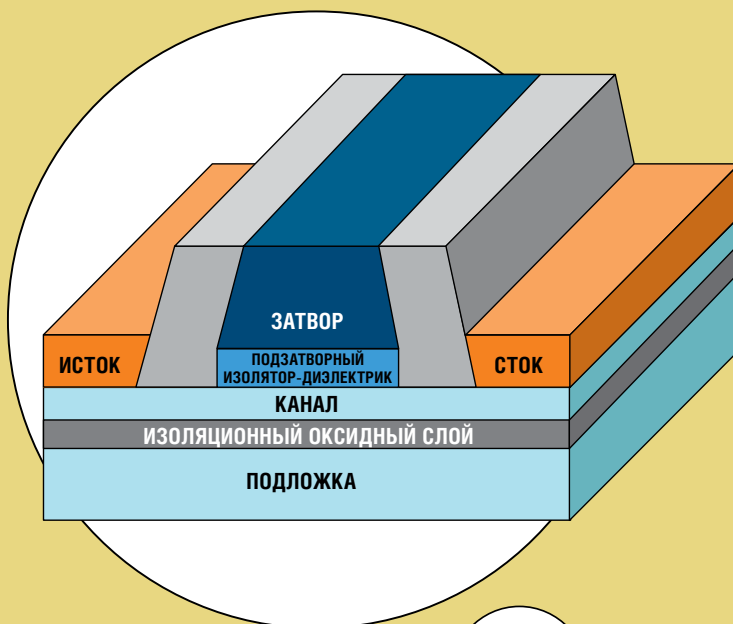 ЗАТВОР
ИСТОК
ПОДЗАТВОРНЫЙ
ИЗОЛЯТОР-ДИЭЛЕКТРИК
СТОК
КАНАЛ
ИЗОЛЯЦИОННЫЙ ОКСИДНЫЙ СЛОЙ
ПОДЛОЖКА